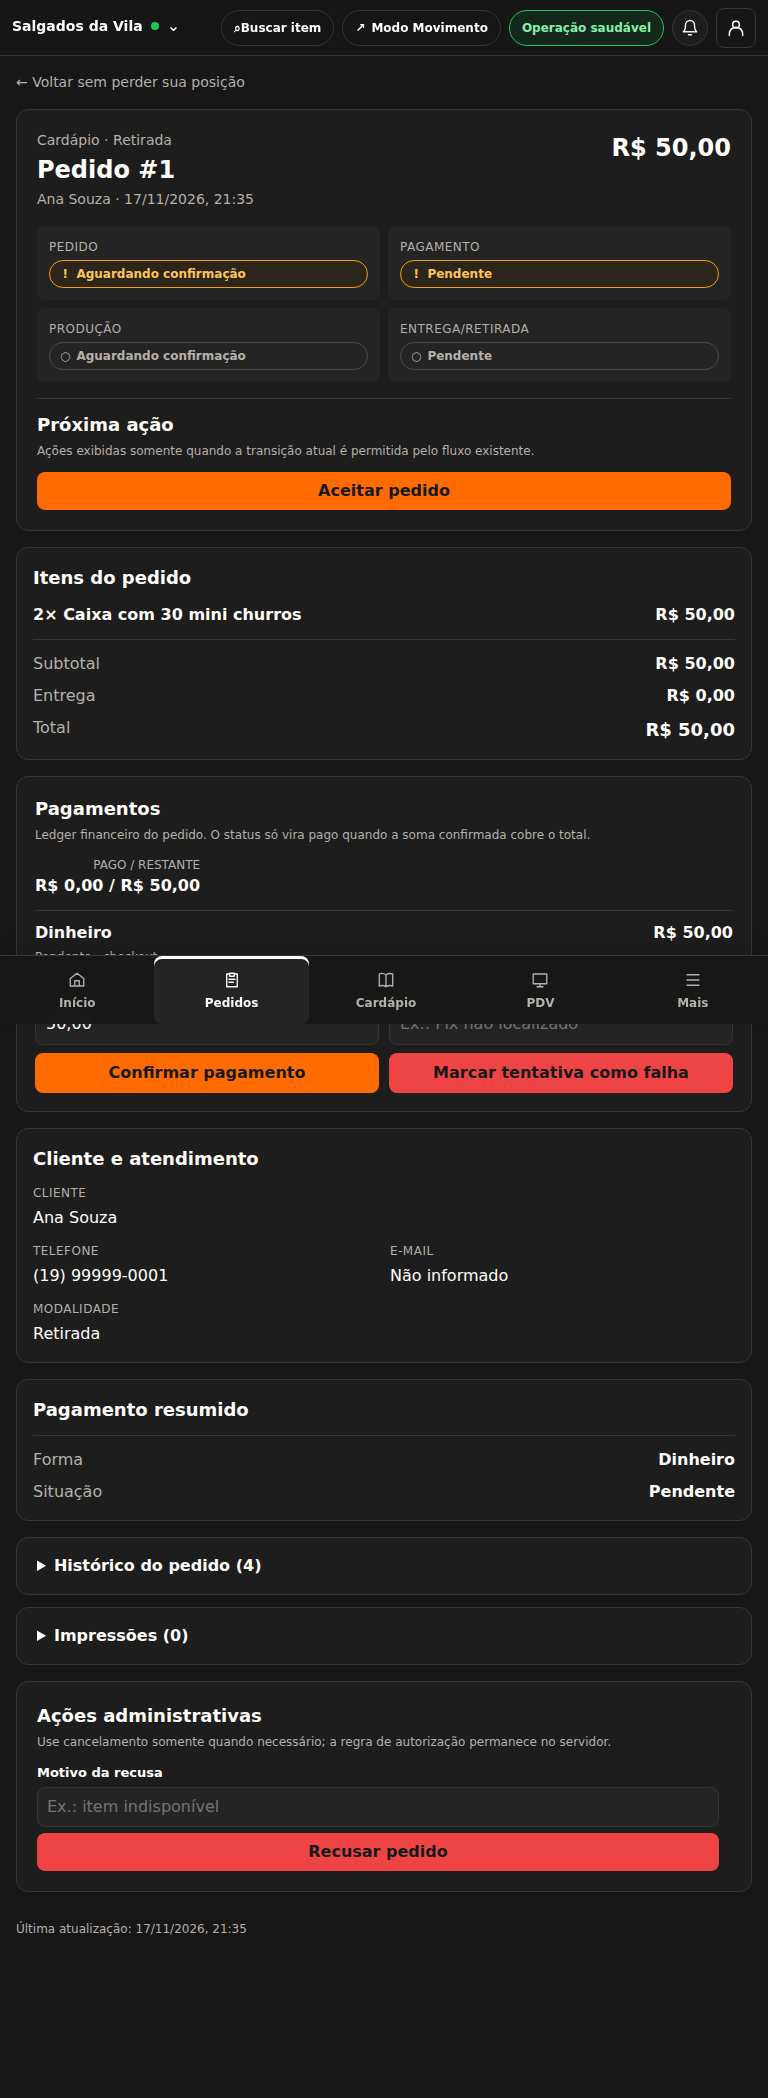 Salgados da Vila
Buscar item
↗ Modo Movimento
Operação saudável
← Voltar sem perder sua posição
Cardápio · Retirada
R$ 50,00
Pedido #1
Ana Souza · 17/11/2026, 21:35
PEDIDO
! Aguardando confirmação
PAGAMENTO
! Pendente
PRODUÇÃO
○ Aguardando confirmação
ENTREGA/RETIRADA
○ Pendente
Próxima ação
Ações exibidas somente quando a transição atual é permitida pelo fluxo existente.
Aceitar pedido
Itens do pedido
2× Caixa com 30 mini churros R$ 50,00
Subtotal R$ 50,00
Entrega R$ 0,00
Total R$ 50,00
Pagamentos
Ledger financeiro do pedido. O status só vira pago quando a soma confirmada cobre o total.
PAGO / RESTANTE
R$ 0,00 / R$ 50,00
Dinheiro R$ 50,00
Início
Pedidos
Cardápio
PDV
Mais
50,00
Ex.: Pix não localizado
Confirmar pagamento
Marcar tentativa como falha
Cliente e atendimento
CLIENTE
Ana Souza
TELEFONE
(19) 99999-0001
E-MAIL
Não informado
MODALIDADE
Retirada
Pagamento resumido
Forma Dinheiro
Situação Pendente
▶ Histórico do pedido (4)
▶ Impressões (0)
Ações administrativas
Use cancelamento somente quando necessário; a regra de autorização permanece no servidor.
Motivo da recusa
Ex.: item indisponível
Recusar pedido
Última atualização: 17/11/2026, 21:35